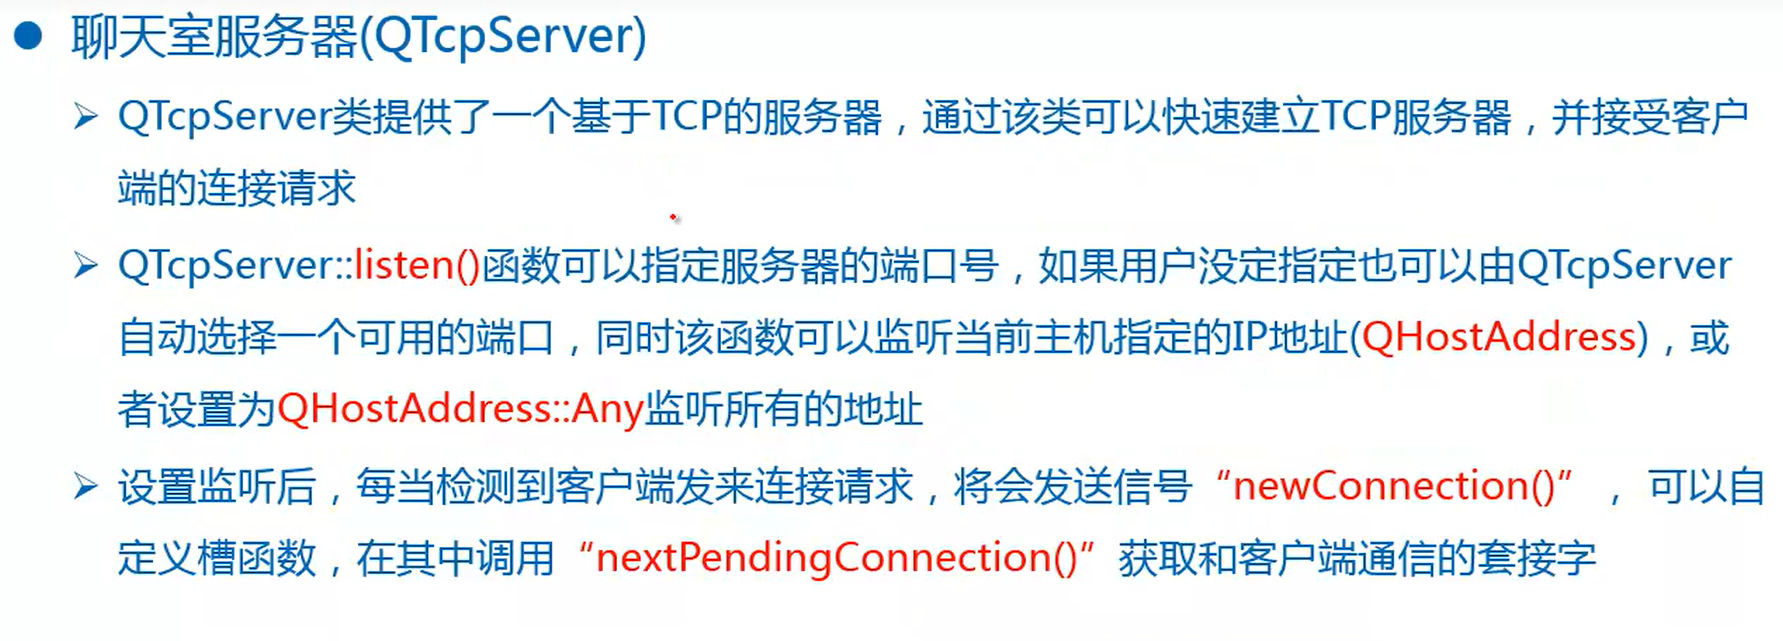 聊天室服务器(QTcpServer)
QTcpServer类提供了一个基于TCP的服务器，通过该类可以快速建立TCP服务器，并接受客户
端的连接请求
QTcpServer::listen()函数可以指定服务器的端口号，如果用户没定指定也可以由QTcpServer
自动选择一个可用的端口，同时该函数可以监听当前主机指定的IP地址(QHostAddress)，或
者设置为QHostAddress::Any监听所有的地址
设置监听后，每当检测到客户端发来连接请求，将会发送信号“newConnection()”， 可以自
定义槽函数，在其中调用“nextPendingConnection()”获取和客户端通信的套接字